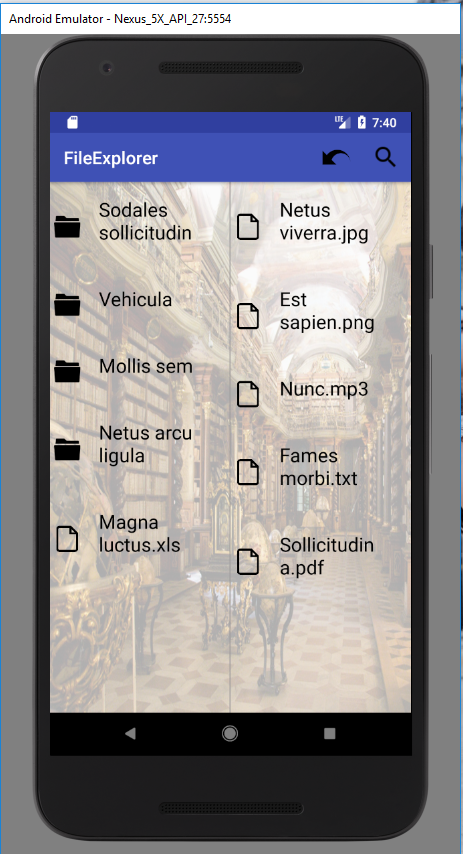 Android Emulator - Nexus_5X_API_27:5554
LTE
7:40
FileExplorer
Sodales
sollicitudin
Vehicula
Mollis sem
Netus arcu
ligula
Magna
luctus.xls
Netus
viverra.jpg
Est
sapien.png
Nunc.mp3
Fames
morbi.txt
Sollicitudin
a.pdf